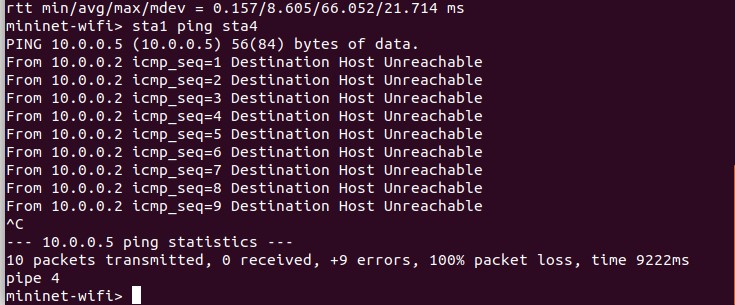 rtt min/avg/max/mdev = 0.157/8.605/66.052/21.714 ms
mininet-wifi> sta1 ping sta4
PING 10.0.0.5 (10.0.0.5) 56(84) bytes of data.
From 10.0.0.2 icmp_seq=1 Destination Host Unreachable
From 10.0.0.2 icmp_seq=2 Destination Host Unreachable
From 10.0.0.2 icmp_seq=3 Destination Host Unreachable
From 10.0.0.2 icmp_seq=4 Destination Host Unreachable
From 10.0.0.2 icmp_seq=5 Destination Host Unreachable
From 10.0.0.2 icmp_seq=6 Destination Host Unreachable
From 10.0.0.2 icmp_seq=7 Destination Host Unreachable
From 10.0.0.2 icmp_seq=8 Destination Host Unreachable
From 10.0.0.2 icmp_seq=9 Destination Host Unreachable
^C
--- 10.0.0.5 ping statistics ---
10 packets transmitted, 0 received, +9 errors, 100% packet loss, time 9222ms
pipe 4
mininet-wifi>